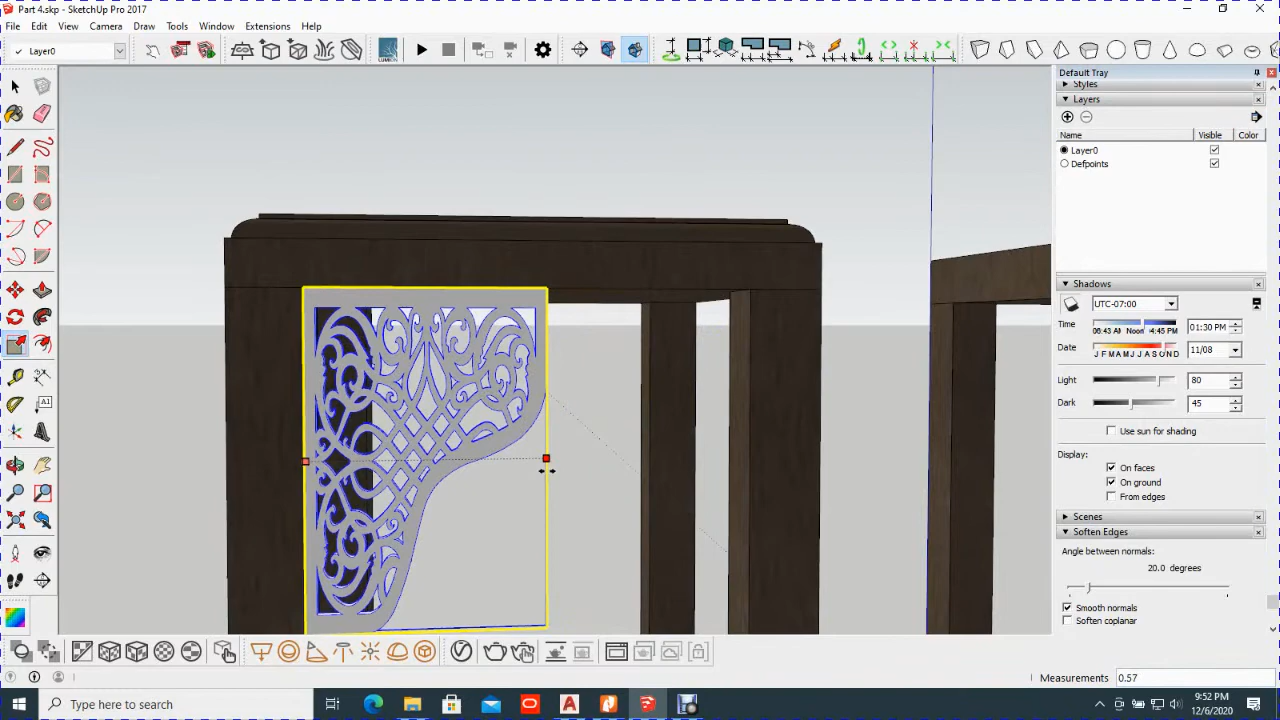 Part 4.skp - SketchUp Pro 2017
File Edit View Camera Draw Tools Window Extensions Help
Layer0
LUMION
Default Tray
Styles
Layers
Name Visible Color
Layer0
Defpoints
Shadows
UTC-07:00
Time 06:43 AM Noon 4:45 PM 01:30 PM
Date J F M A M J J A S O N D 11/08
Light 80
Dark 45
Use sun for shading
Display:
On faces
On ground
From edges
Scenes
Soften Edges
Angle between normals:
20.0 degrees
Smooth normals
Soften coplanar
A1
Measurements 0.57
Type here to search
9:52 PM
12/6/2020